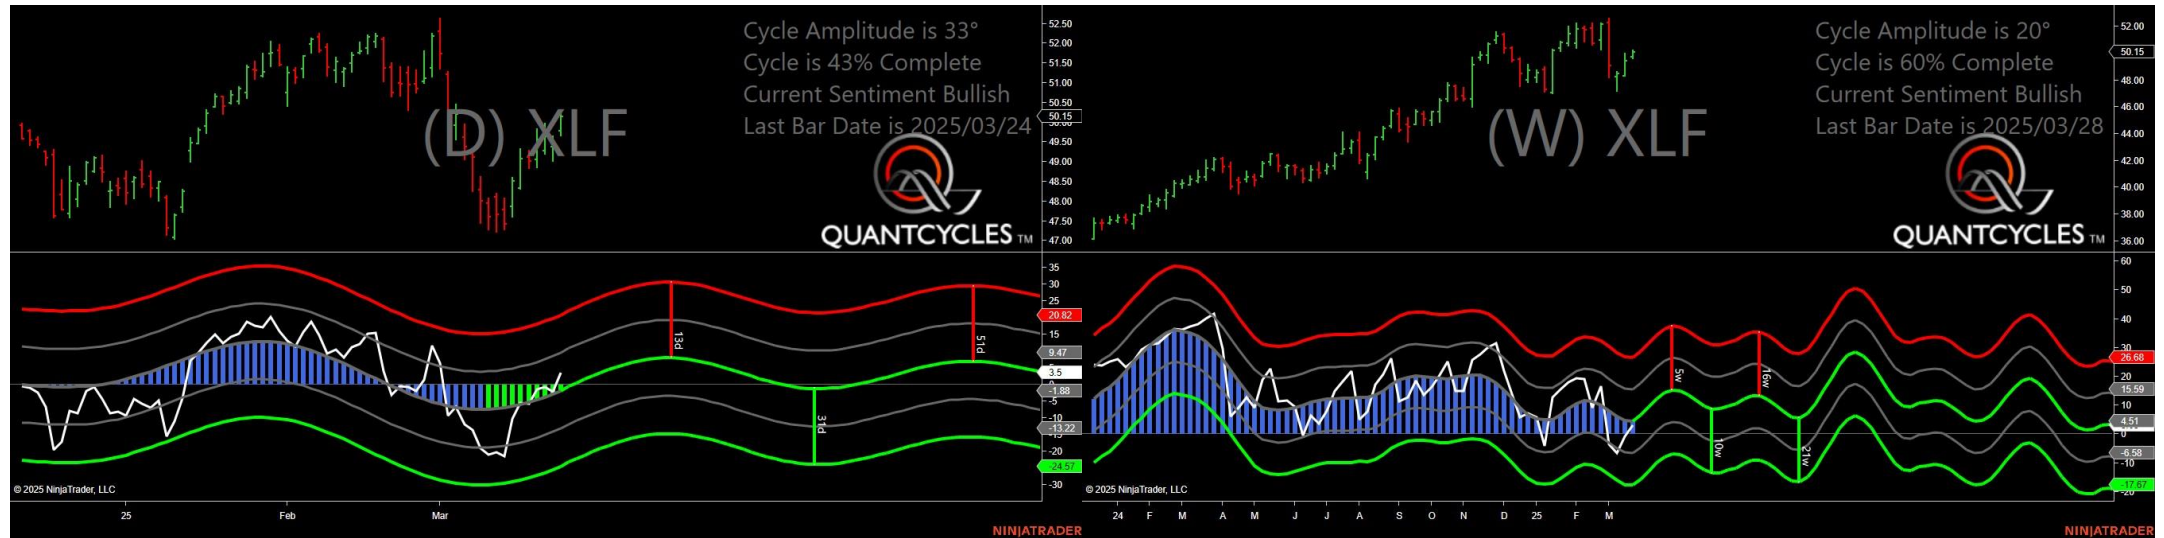 Cycle Amplitude is 33°
Cycle is 43% Complete
Current Sentiment Bullish
Last Bar Date is 2025/03/24
(D) XLF
QUANTCYCLES TM
52.50
52.00
51.50
51.00
50.50
50.15
50.00
49.50
49.00
48.50
48.00
47.50
47.00
35
30
25
20.82
15
9.47
3.5
-1.88
-5
-10
-13.22
-20
-24.57
-30
13d
31d
51d
© 2025 NinjaTrader, LLC
25 Feb Mar
NINJATRADER
Cycle Amplitude is 20°
Cycle is 60% Complete
Current Sentiment Bullish
Last Bar Date is 2025/03/28
(W) XLF
QUANTCYCLES TM
52.00
50.15
48.00
46.00
44.00
42.00
40.00
38.00
36.00
60
50
40
30
26.68
20
15.59
10
4.51
0
-6.58
-10
-17.67
-20
5w
10w
16w
21w
© 2025 NinjaTrader, LLC
24 F M A M J J A S O N D 25 F M
NINJATRADER